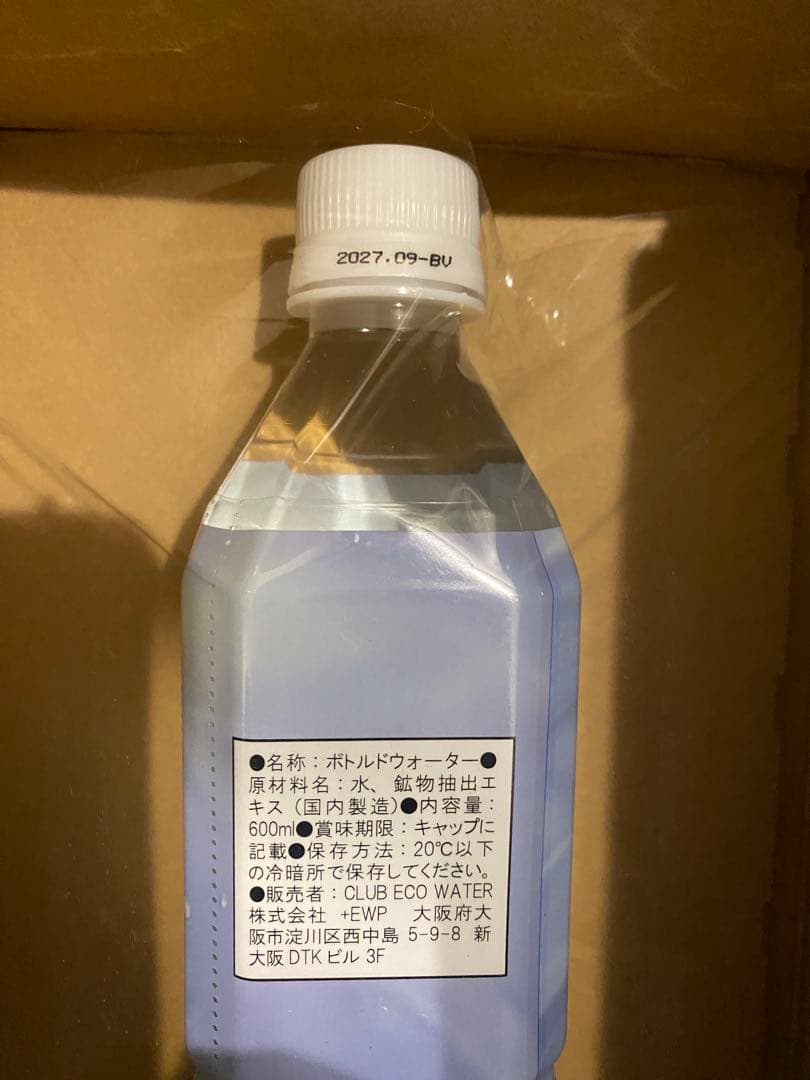 2027.09-BV
●名称：ボトルドウォーター●
原材料名：水、鉱物抽出エ
キス（国内製造）●内容量：
600ml●賞味期限：キャップに
記載●保存方法：20℃以下
の冷暗所で保存してください。
●販売者：CLUB ECO WATER
株式会社 +EWP 大阪府大
阪市淀川区西中島 5-9-8 新
大阪 DTK ビル 3F